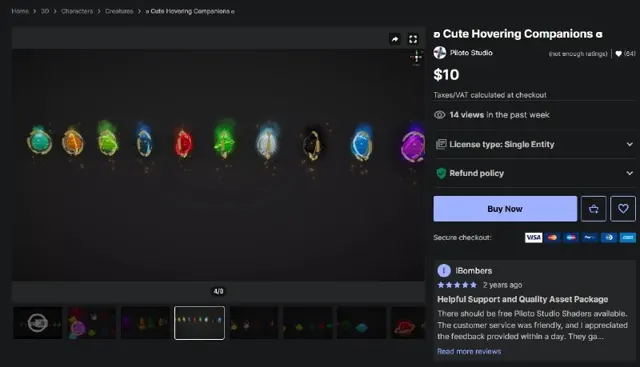 Home > 3D > Characters > Creatures > ʚ Cute Hovering Companions ɞ
ʚ Cute Hovering Companions ɞ
Piloto Studio
(not enough ratings) | ♥ (64)
$10
Taxes/VAT calculated at checkout
14 views in the past week
License type: Single Entity
Refund policy
Buy Now
Secure checkout:
VISA
4/8
I
IBombers
★★★★★ 2 years ago
Helpful Support and Quality Asset Package
There should be free Piloto Studio Shaders available.
The customer service was friendly, and I appreciated
the feedback provided within a day. They ga...
Read more reviews